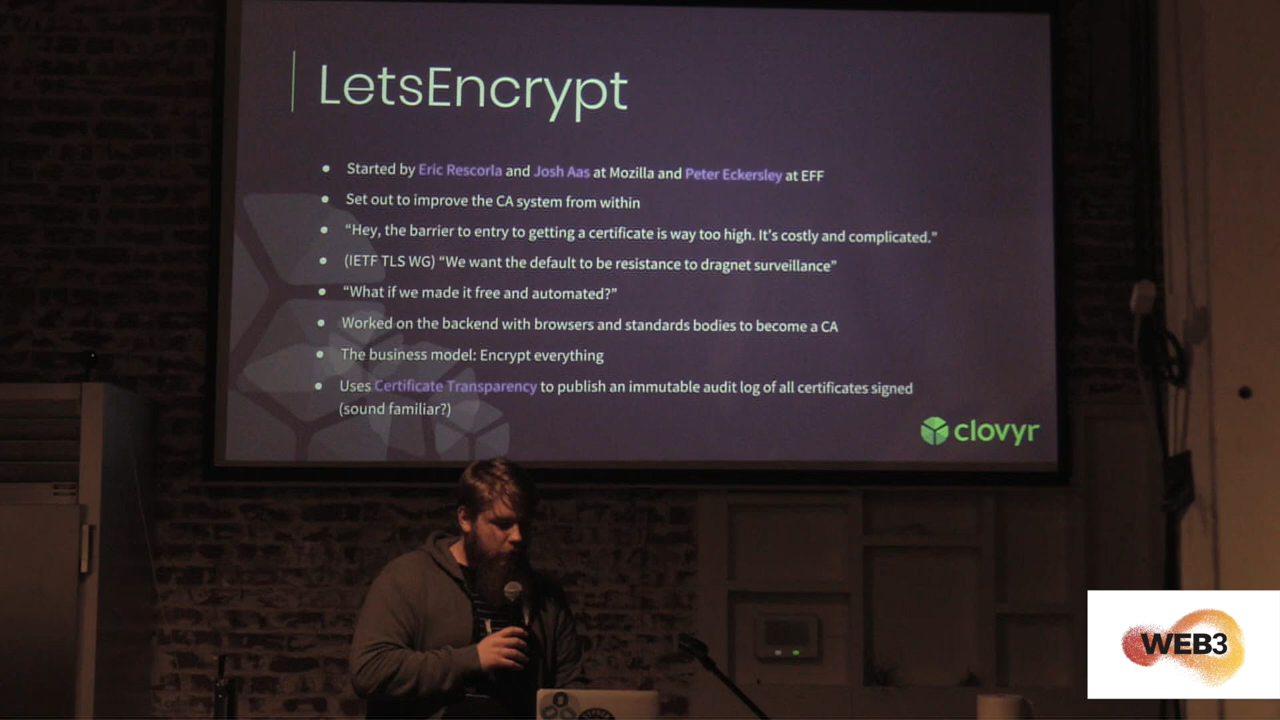 LetsEncrypt
• Started by Eric Rescorla and Josh Aas at Mozilla and Peter Eckersley at EFF
• Set out to improve the CA system from within
• “Hey, the barrier to entry to getting a certificate is way too high. It's costly and complicated.”
• (IETF TLS WG) “We want the default to be resistance to dragnet surveillance”
• “What if we made it free and automated?”
• Worked on the backend with browsers and standards bodies to become a CA
• The business model: Encrypt everything
• Uses Certificate Transparency to publish an immutable audit log of all certificates signed
(sound familiar?)
clovyr
WEB3